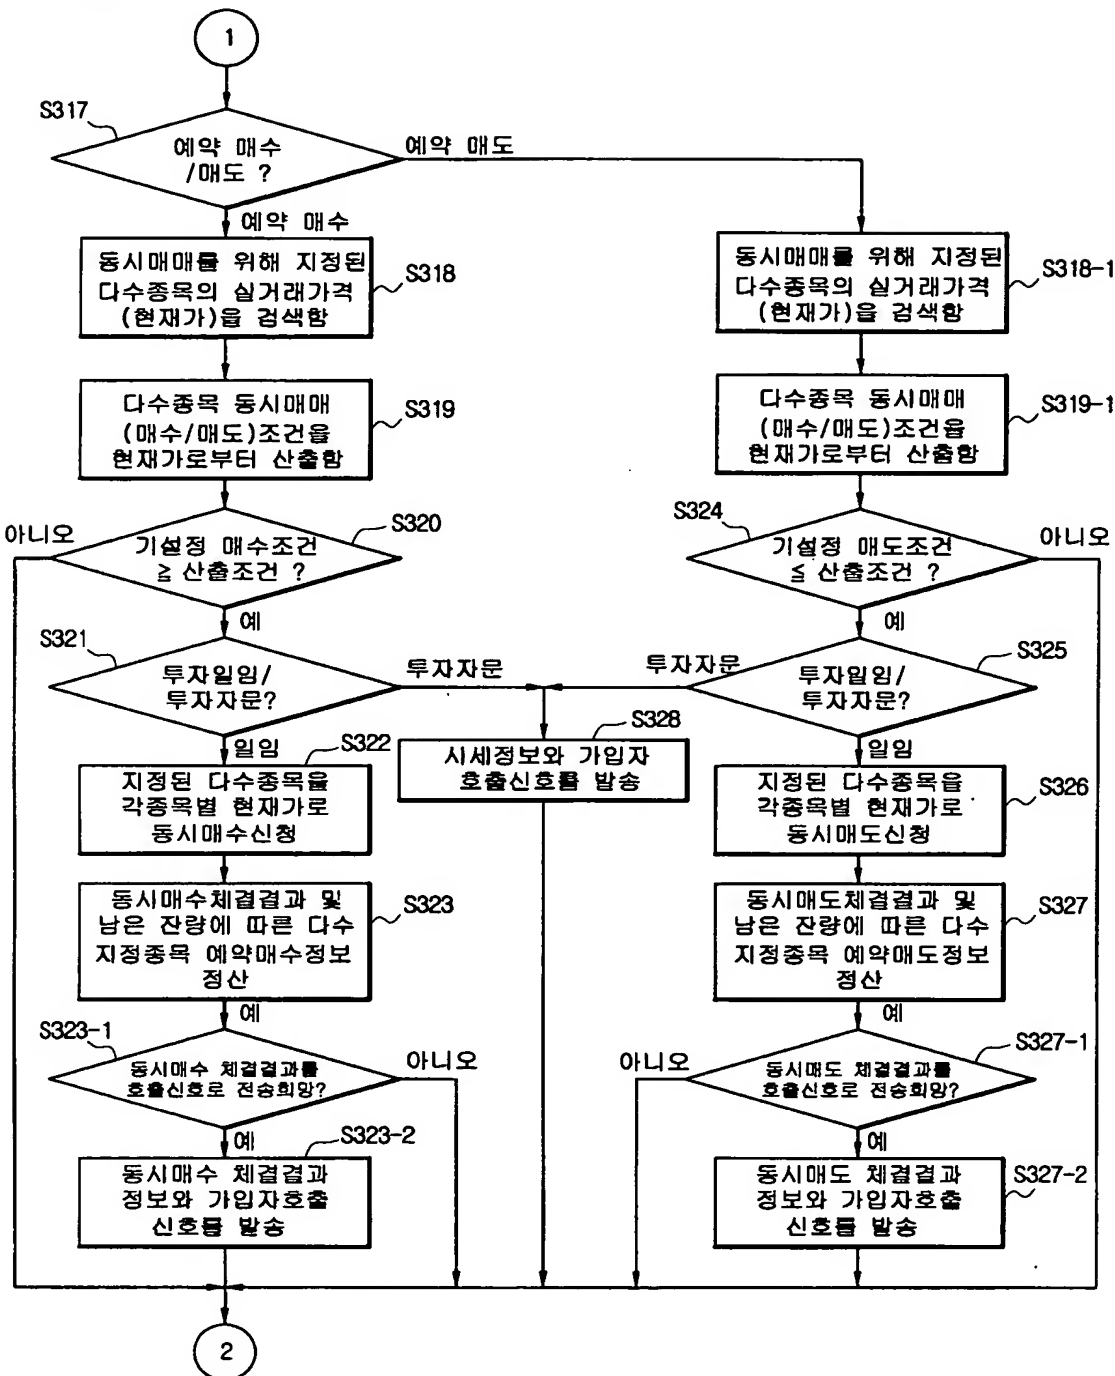 1
S317
예약 매수
/매도 ?
예약 매도
예약 매수
동시매매를 위해 지정된
다수종목의 실거래가격
(현재가)을 검색함
S318
동시매매를 위해 지정된
다수종목의 실거래가격
(현재가)을 검색함
S318-1
다수종목 동시매매
(매수/매도)조건을
현재가로부터 산출함
S319
다수종목 동시매매
(매수/매도)조건을
현재가로부터 산출함
S319-1
아니오
기설정 매수조건
≧ 산출조건 ?
S320
예
S324
기설정 매도조건
≦ 산출조건 ?
아니오
예
S321
투자일임/
투자자문?
투자자문
일임
투자자문
투자일임/
투자자문?
S325
일임
S328
시세정보와 가입자
호출신호를 발송
S322
지정된 다수종목을
각종목별 현재가로
동시매수신청
지정된 다수종목을
각종목별 현재가로
동시매도신청
S326
동시매수체결결과 및
남은 잔량에 따른 다수
지정종목 예약매수정보
정산
S323
예
동시매도체결결과 및
남은 잔량에 따른 다수
지정종목 예약매도정보
정산
S327
예
S323-1
동시매수 체결결과를
호출신호로 전송희망?
아니오
예
아니오
동시매도 체결결과를
호출신호로 전송희망?
S327-1
예
S323-2
동시매수 체결결과
정보와 가입자호출
신호를 발송
동시매도 체결결과
정보와 가입자호출
신호를 발송
S327-2
2